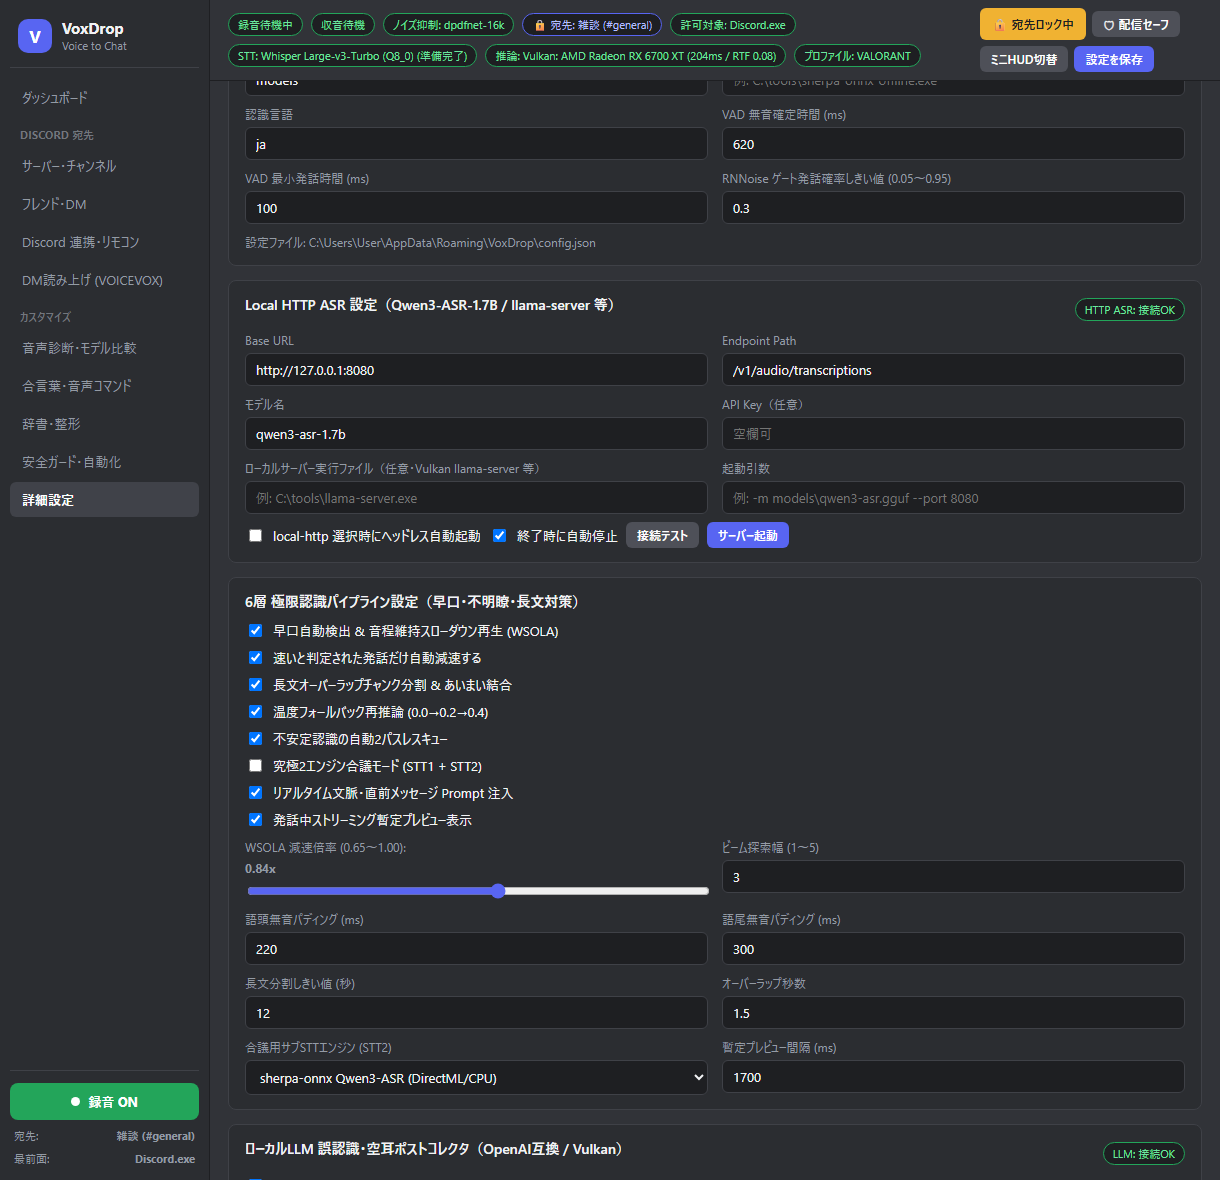 V
VoxDrop
Voice to Chat
ダッシュボード
DISCORD 宛先
サーバー・チャンネル
フレンド・DM
Discord 連携・リモコン
DM読み上げ (VOICEVOX)
カスタマイズ
音声診断・モデル比較
合言葉・音声コマンド
辞書・整形
安全ガード・自動化
詳細設定
● 録音 ON
宛先: 雑談 (#general)
最前面: Discord.exe
録音待機中
収音待機
ノイズ抑制: dpdfnet-16k
🔒 宛先: 雑談 (#general)
許可対象: Discord.exe
STT: Whisper Large-v3-Turbo (Q8_0) (準備完了)
推論: Vulkan: AMD Radeon RX 6700 XT (204ms / RTF 0.08)
プロファイル: VALORANT
🔒 宛先ロック中
🛡 配信セーフ
ミニHUD切替
設定を保存
models
例: C:\tools\sherpa-onnx-offline.exe
認識言語
VAD 無音確定時間 (ms)
ja
620
VAD 最小発話時間 (ms)
RNNoise ゲート発話確率しきい値 (0.05〜0.95)
100
0.3
設定ファイル: C:\Users\User\AppData\Roaming\VoxDrop\config.json
Local HTTP ASR 設定（Qwen3-ASR-1.7B / llama-server 等）
HTTP ASR: 接続OK
Base URL
Endpoint Path
http://127.0.0.1:8080
/v1/audio/transcriptions
モデル名
API Key（任意）
qwen3-asr-1.7b
空欄可
ローカルサーバー実行ファイル（任意・Vulkan llama-server 等）
起動引数
例: C:\tools\llama-server.exe
例: -m models\qwen3-asr.gguf --port 8080
local-http 選択時にヘッドレス自動起動
終了時に自動停止
接続テスト
サーバー起動
6層 極限認識パイプライン設定（早口・不明瞭・長文対策）
早口自動検出 & 音程維持スローダウン再生 (WSOLA)
速いと判定された発話だけ自動減速する
長文オーバーラップチャンク分割 & あいまい結合
温度フォールバック再推論 (0.0→0.2→0.4)
不安定認識の自動2パスレスキュー
究極2エンジン合議モード (STT1 + STT2)
リアルタイム文脈・直前メッセージ Prompt 注入
発話中ストリーミング暫定プレビュー表示
WSOLA 減速倍率 (0.65〜1.00):
0.84x
ビーム探索幅 (1〜5)
3
語頭無音パディング (ms)
語尾無音パディング (ms)
220
300
長文分割しきい値 (秒)
オーバーラップ秒数
12
1.5
合議用サブSTTエンジン (STT2)
暫定プレビュー間隔 (ms)
sherpa-onnx Qwen3-ASR (DirectML/CPU)
1700
ローカルLLM 誤認識・空耳ポストコレクタ（OpenAI互換 / Vulkan）
LLM: 接続OK